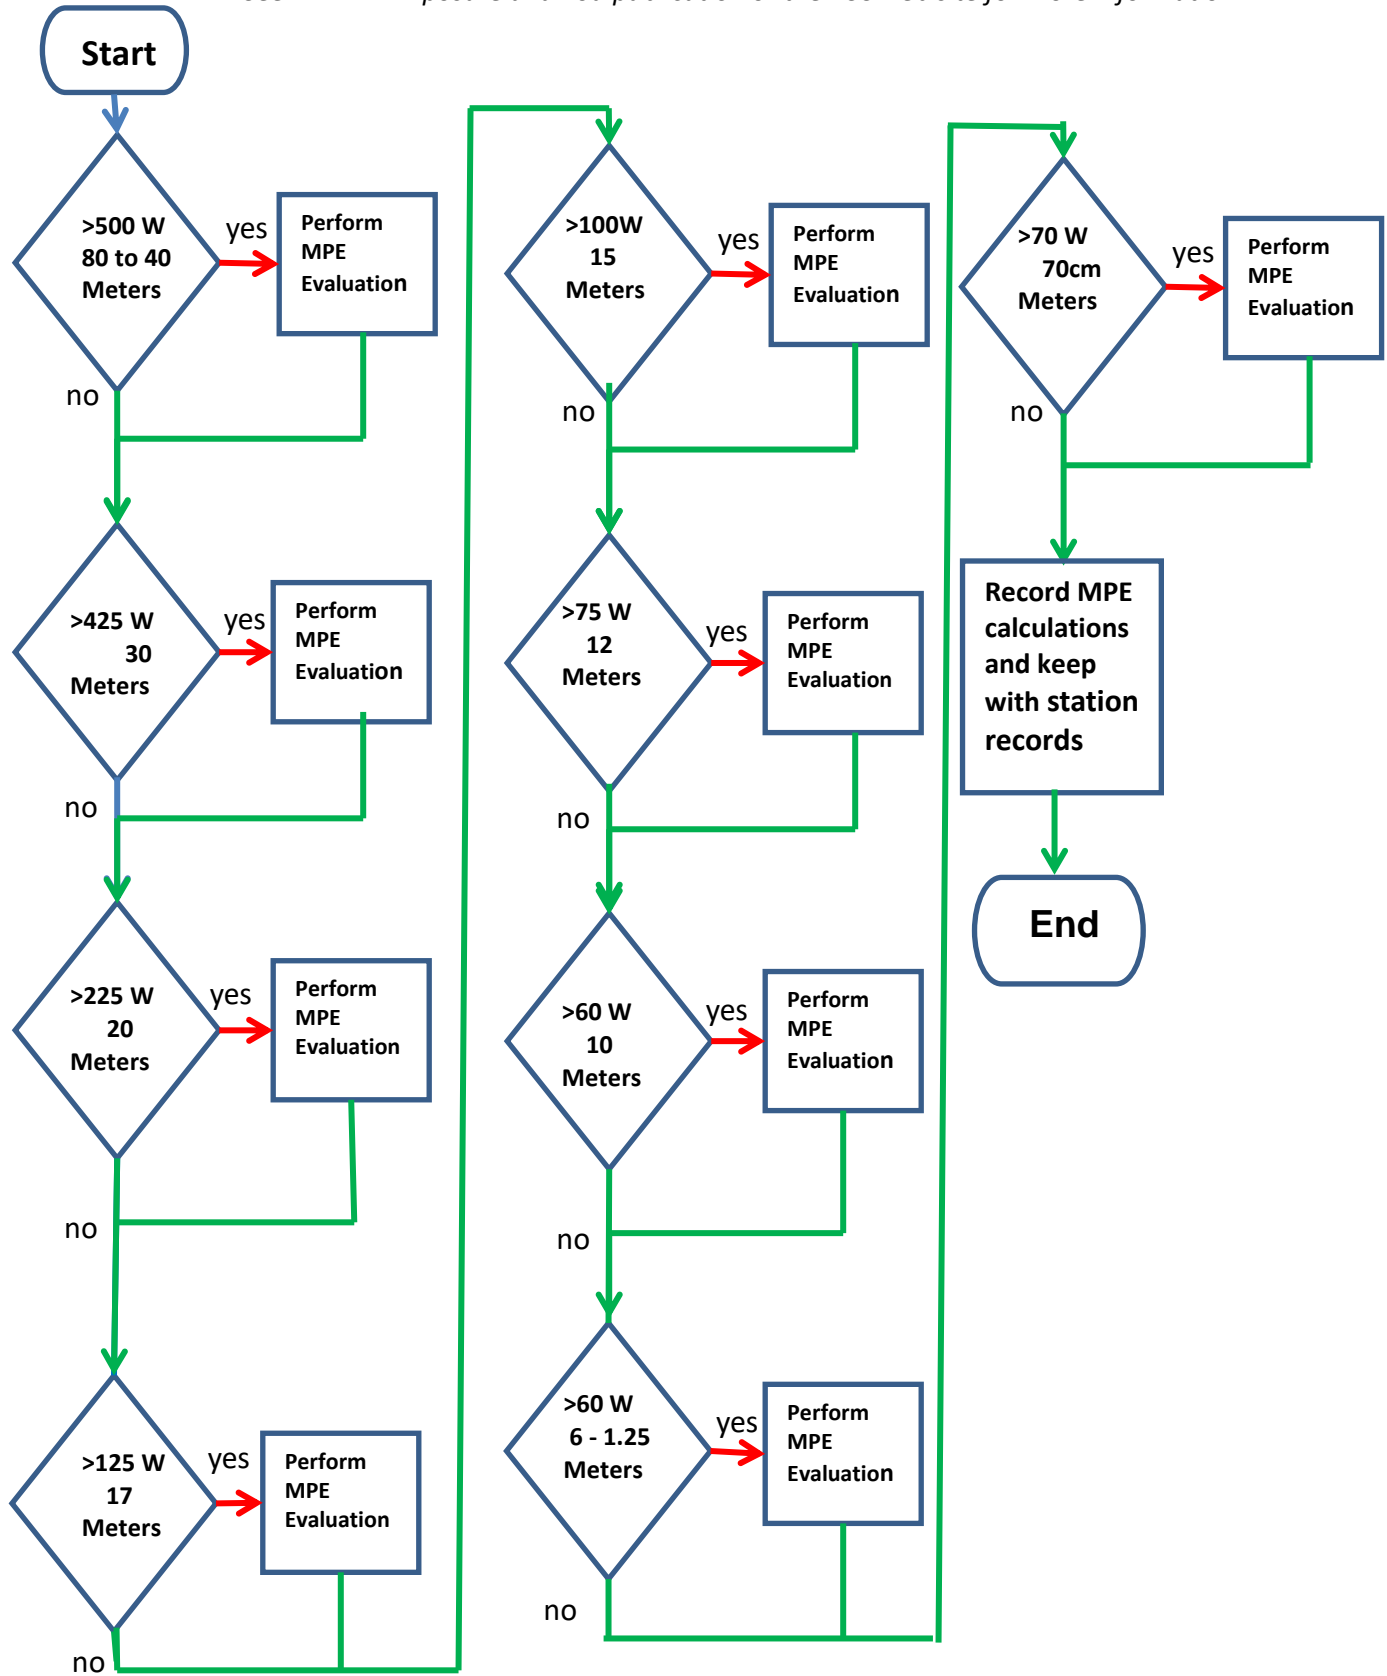 Start
>500 W
80 to 40
Meters
yes
Perform
MPE
Evaluation
no
>425 W
30
Meters
yes
Perform
MPE
Evaluation
no
>225 W
20
Meters
yes
Perform
MPE
Evaluation
no
>125 W
17
Meters
yes
Perform
MPE
Evaluation
no
>100W
15
Meters
yes
Perform
MPE
Evaluation
no
>75 W
12
Meters
yes
Perform
MPE
Evaluation
no
>60 W
10
Meters
yes
Perform
MPE
Evaluation
no
>60 W
6 - 1.25
Meters
yes
Perform
MPE
Evaluation
no
>70 W
70cm
Meters
yes
Perform
MPE
Evaluation
no
Record MPE
calculations
and keep
with station
records
End